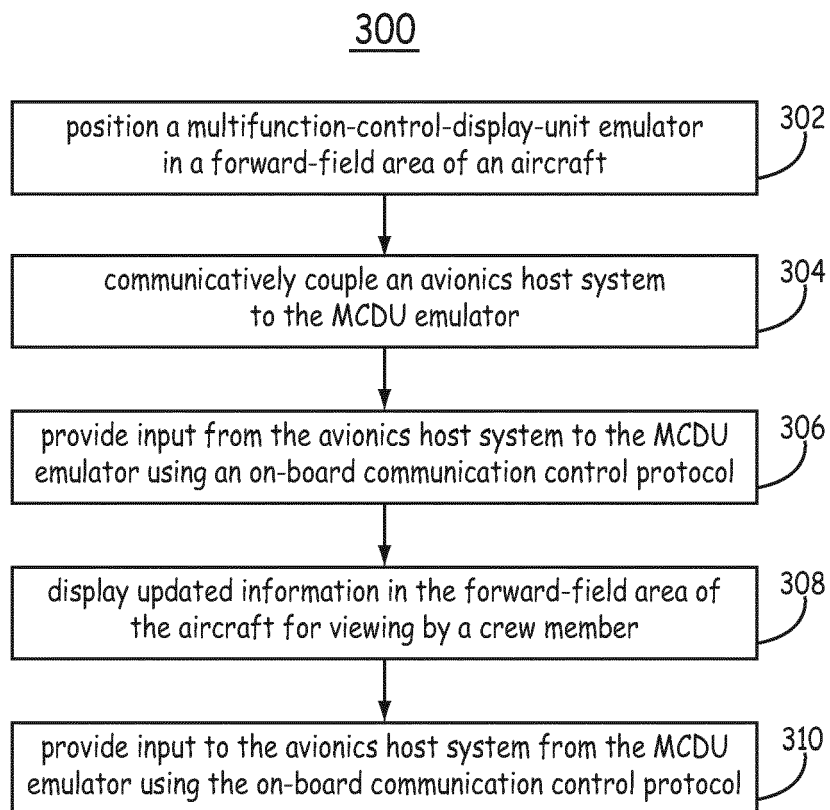 300
position a multifunction-control-display-unit emulator
in a forward-field area of an aircraft
302
communicatively couple an avionics host system
to the MCDU emulator
304
provide input from the avionics host system to the MCDU
emulator using an on-board communication control protocol
306
display updated information in the forward-field area of
the aircraft for viewing by a crew member
308
provide input to the avionics host system from the MCDU
emulator using the on-board communication control protocol
310